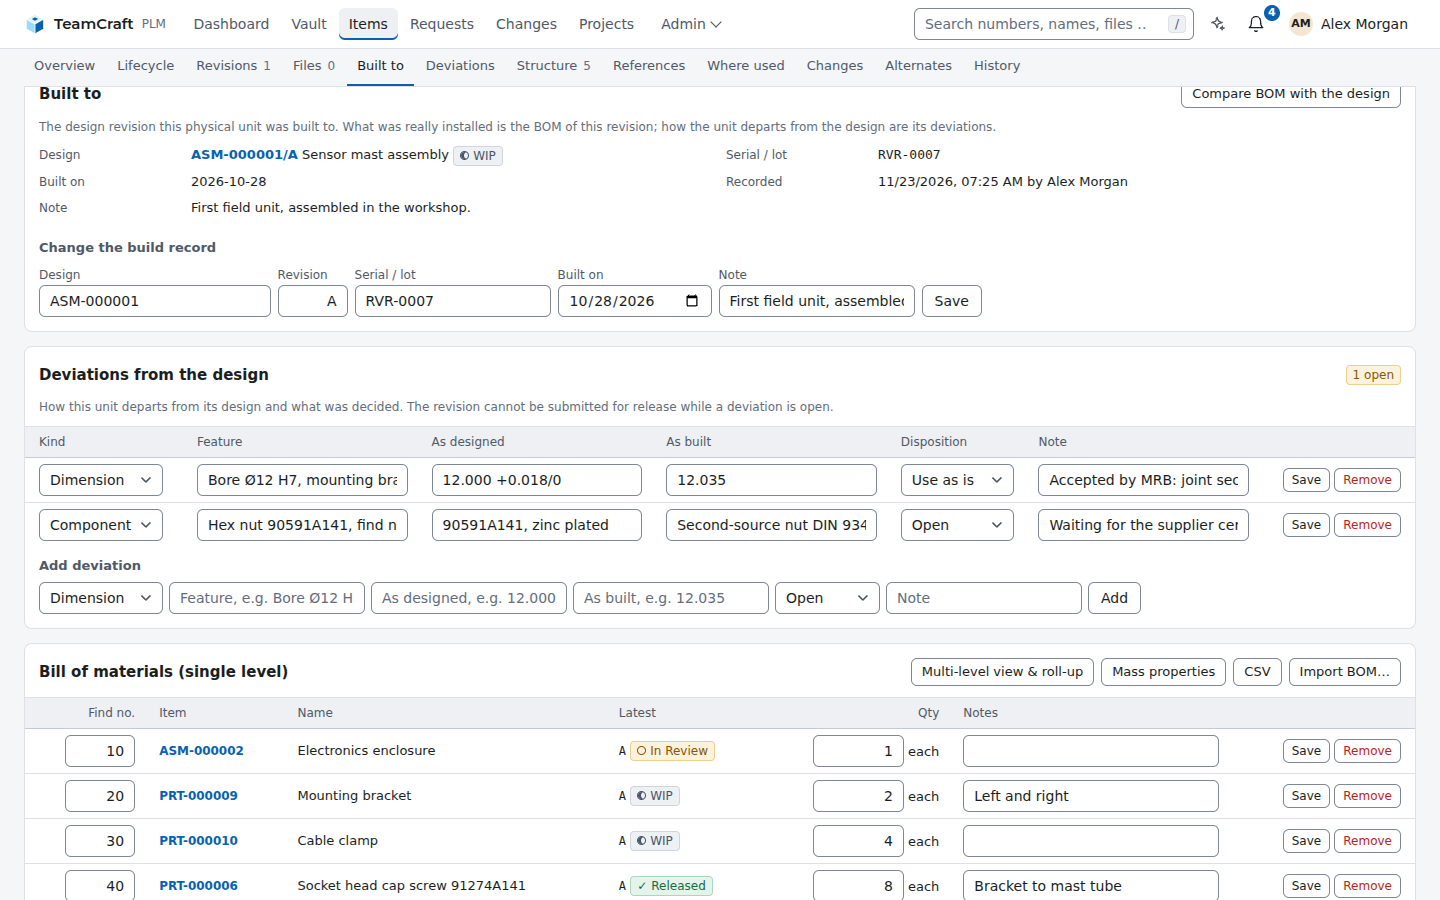 TeamCraft PLM Dashboard Vault Items Requests Changes Projects Admin Search numbers, names, files .. / 4 AM Alex Morgan
Overview Lifecycle Revisions 1 Files 0 Built to Deviations Structure 5 References Where used Changes Alternates History
Built to Compare BOM with the design
The design revision this physical unit was built to. What was really installed is the BOM of this revision; how the unit departs from the design are its deviations.
Design ASM-000001/A Sensor mast assembly WIP Serial / lot RVR-0007
Built on 2026-10-28 Recorded 11/23/2026, 07:25 AM by Alex Morgan
Note First field unit, assembled in the workshop.
Change the build record
Design Revision Serial / lot Built on Note
ASM-000001 A RVR-0007 10/28/2026 First field unit, assembled Save
Deviations from the design 1 open
How this unit departs from its design and what was decided. The revision cannot be submitted for release while a deviation is open.
Kind Feature As designed As built Disposition Note
Dimension Bore Ø12 H7, mounting bra 12.000 +0.018/0 12.035 Use as is Accepted by MRB: joint sec Save Remove
Component Hex nut 90591A141, find n 90591A141, zinc plated Second-source nut DIN 934 Open Waiting for the supplier cer Save Remove
Add deviation
Dimension Feature, e.g. Bore Ø12 H As designed, e.g. 12.000 As built, e.g. 12.035 Open Note Add
Bill of materials (single level) Multi-level view & roll-up Mass properties CSV Import BOM...
Find no. Item Name Latest Qty Notes
10 ASM-000002 Electronics enclosure A In Review 1 each Save Remove
20 PRT-000009 Mounting bracket A WIP 2 each Left and right Save Remove
30 PRT-000010 Cable clamp A WIP 4 each Save Remove
40 PRT-000006 Socket head cap screw 91274A141 A ✓ Released 8 each Bracket to mast tube Save Remove